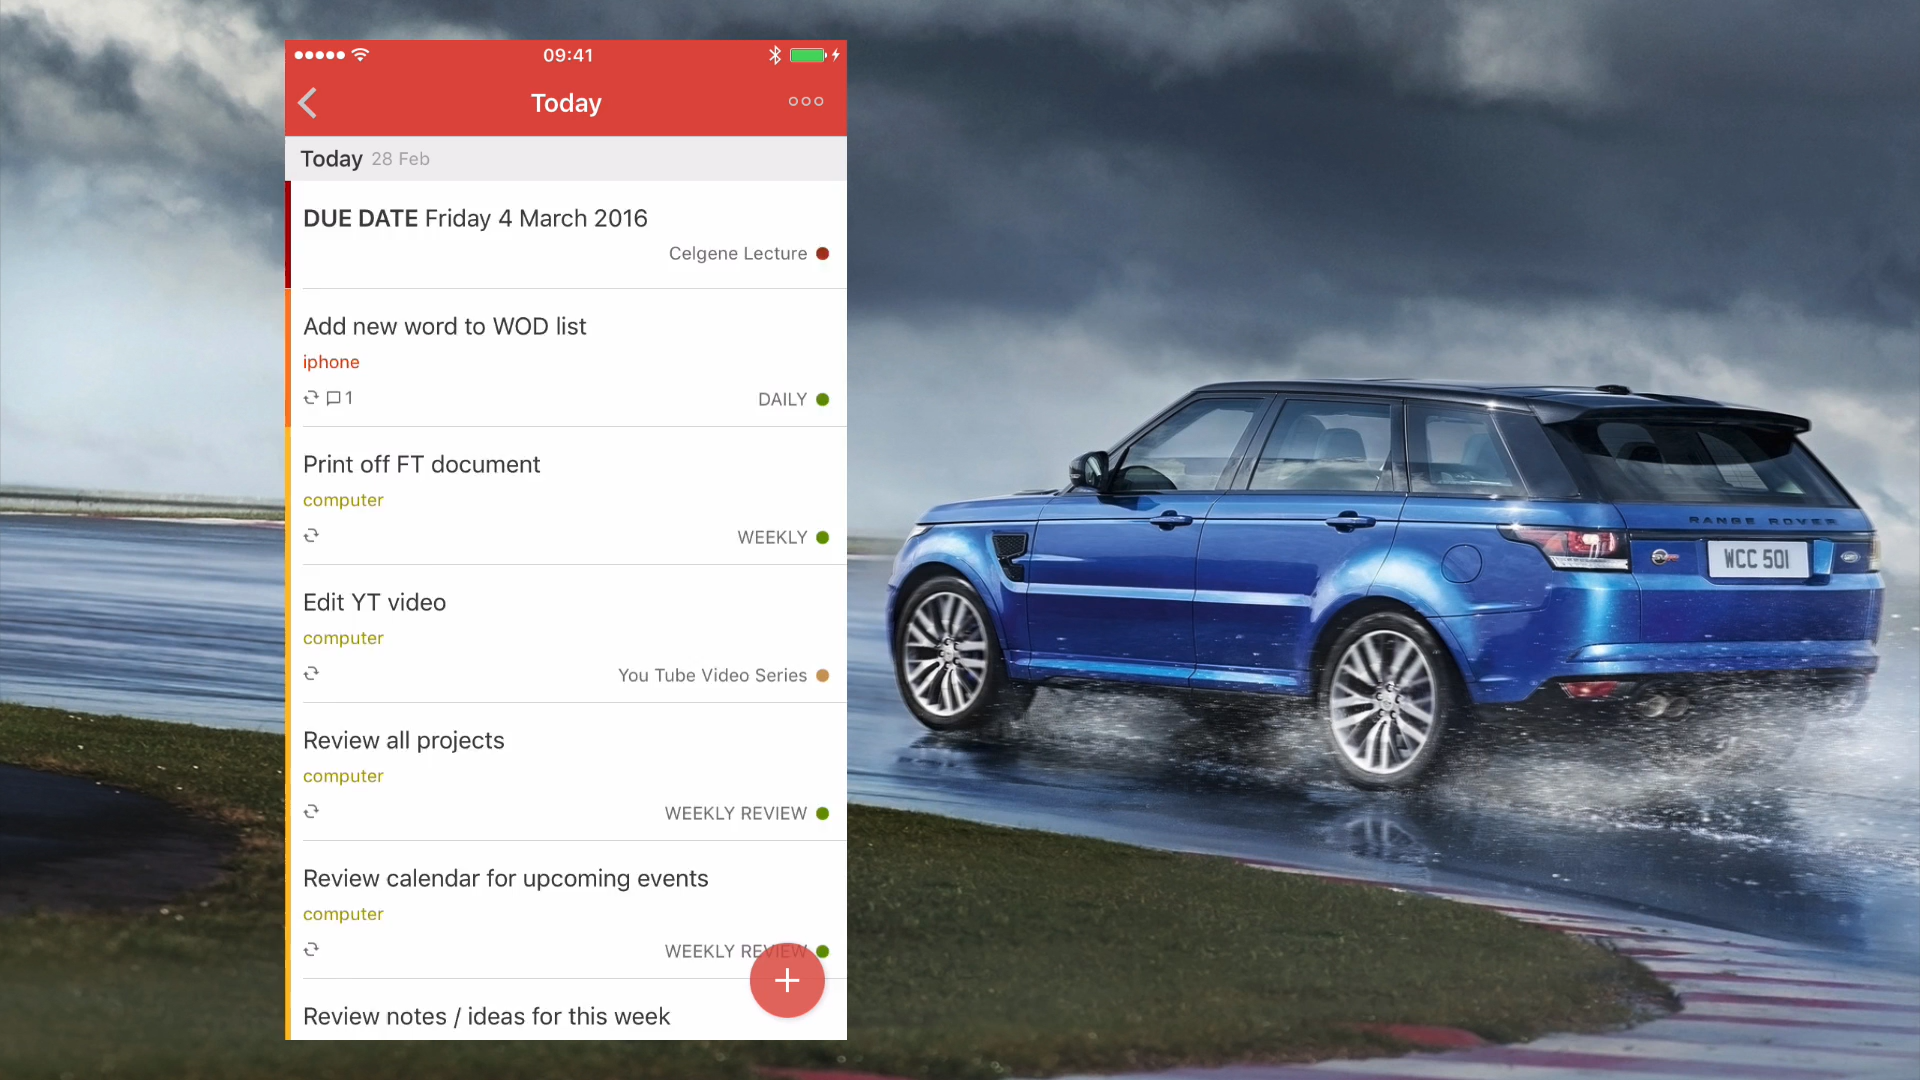 09:41
Today
Today 28 Feb
DUE DATE Friday 4 March 2016
Celgene Lecture
Add new word to WOD list
iphone
1
DAILY
Print off FT document
computer
WEEKLY
Edit YT video
computer
You Tube Video Series
Review all projects
computer
WEEKLY REVIEW
Review calendar for upcoming events
computer
WEEKLY REVIEW
Review notes / ideas for this week
RANGE ROVER
WCC 501